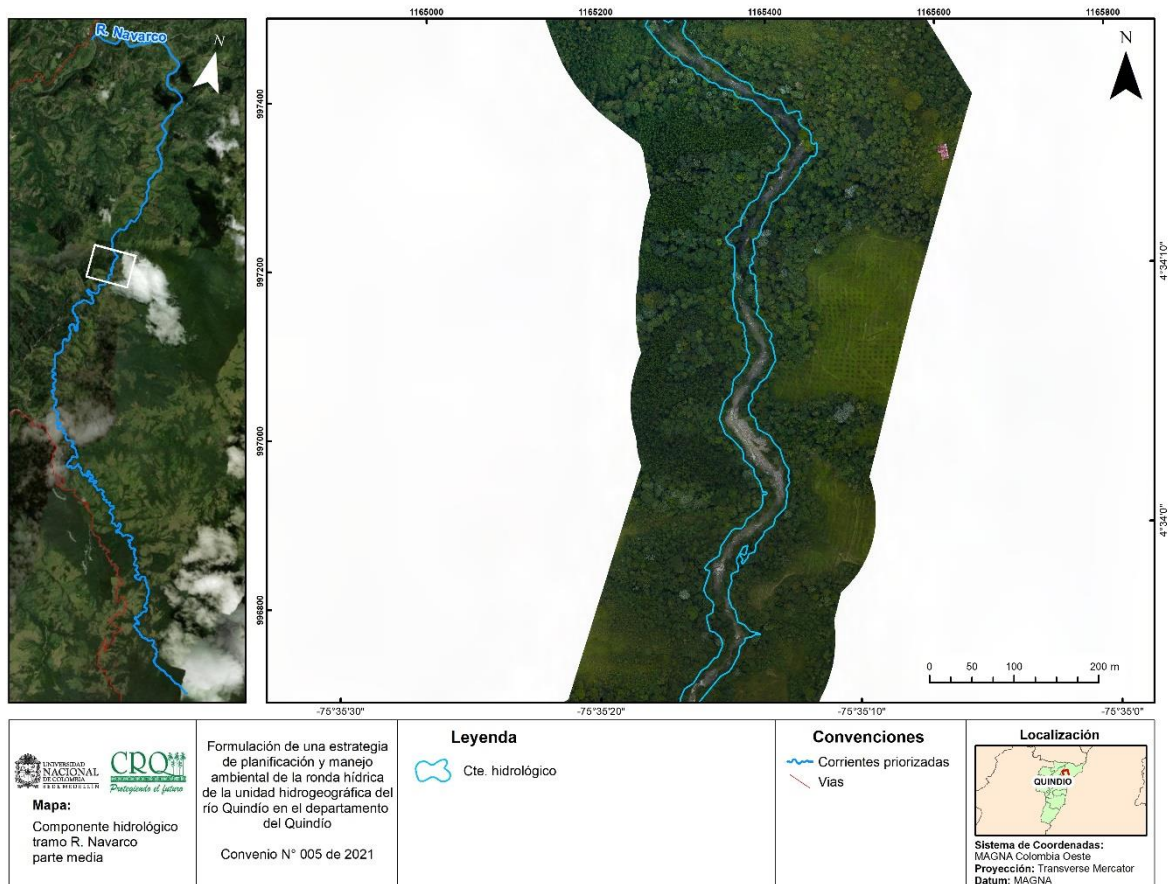 R. Navarco
N
1165000
1165200
1165400
1165600
1165800
N
997400
997200
997000
996800
4°34'10"
4°34'0"
0 50 100 200 m
-75°35'30"
-75°35'20"
-75°35'10"
-75°35'0"
UNIVERSIDAD
NACIONAL
DE COLOMBIA
SEDE MEDELLÍN
CRQ
Protegiendo el futuro
Mapa:
Componente hidrológico
tramo R. Navarco
parte media
Formulación de una estrategia
de planificación y manejo
ambiental de la ronda hídrica
de la unidad hidrogeográfica del
río Quindío en el departamento
del Quindío
Convenio N° 005 de 2021
Leyenda
Cte. hidrológico
Convenciones
Corrientes priorizadas
Vias
Localización
QUINDIO
Sistema de Coordenadas:
MAGNA Colombia Oeste
Proyección: Transverse Mercator
Datum: MAGNA